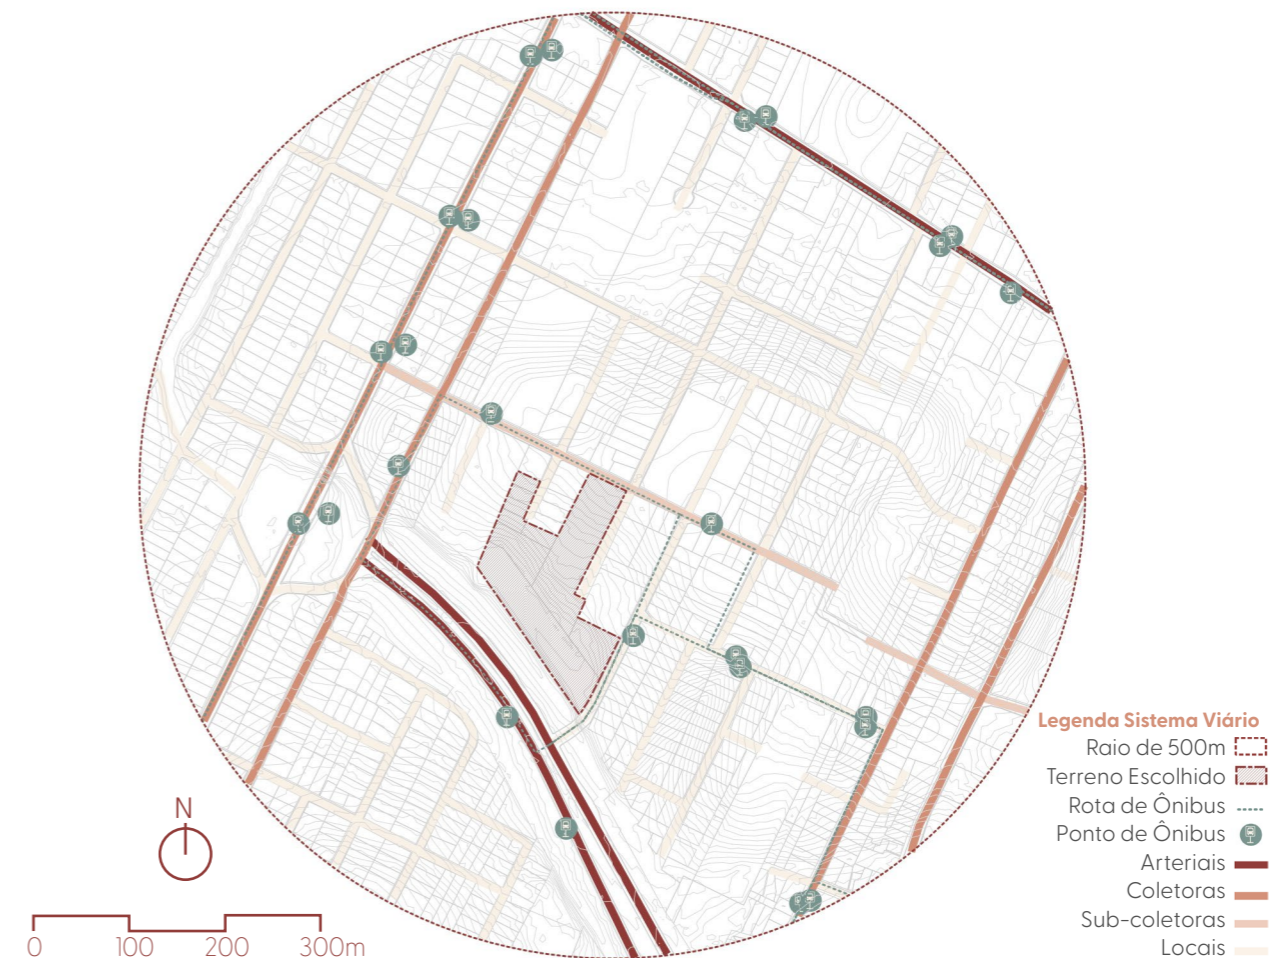 Legenda Sistema Viário
Raio de 500m
Terreno Escolhido
Rota de Ônibus
Ponto de Ônibus
Arteriais
Coletoras
Sub-coletoras
Locais
N
0 100 200 300m